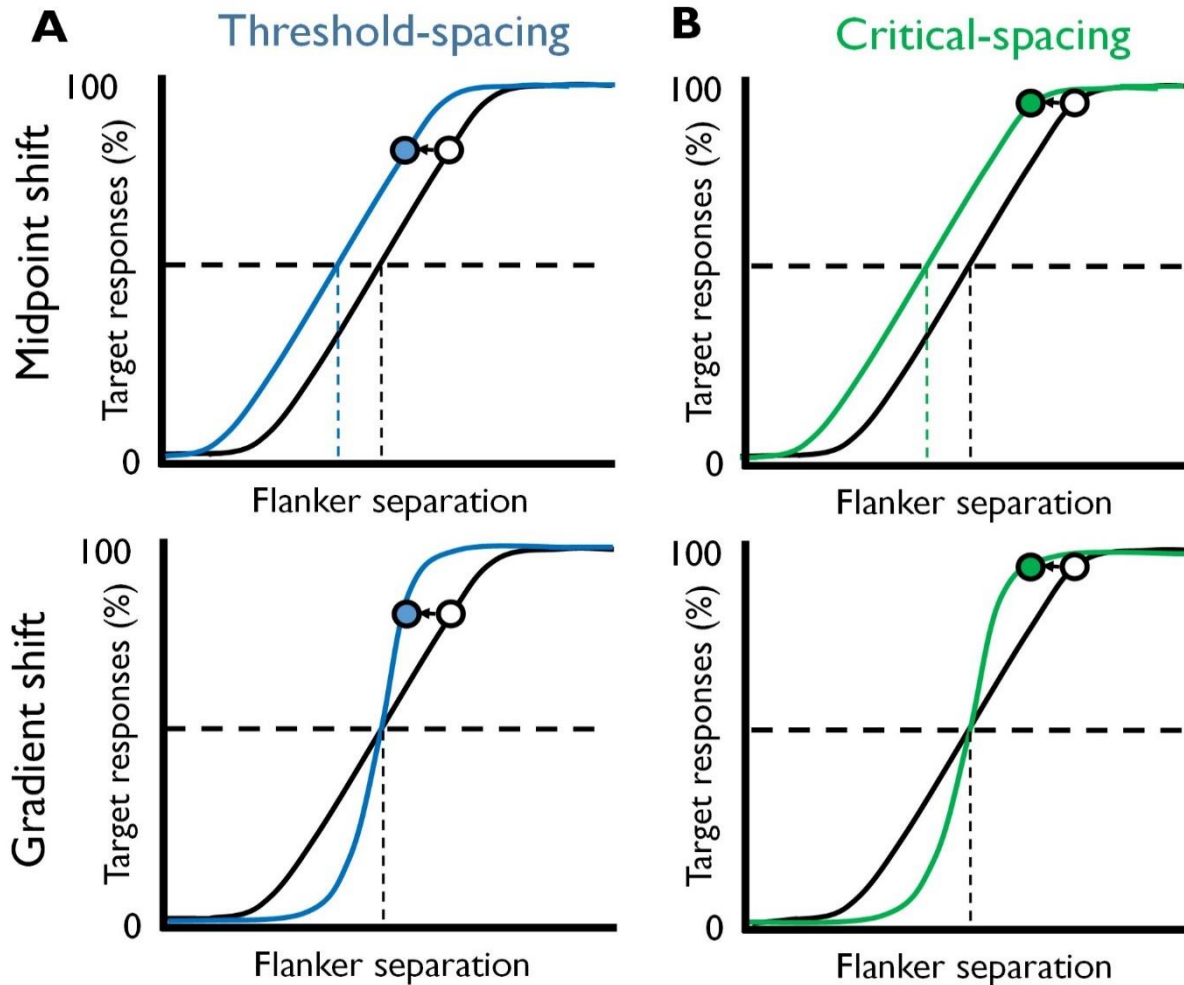 A
Threshold-spacing
B
Critical-spacing
Midpoint shift
Target responses (%)
100
0
Flanker separation
Target responses (%)
100
0
Flanker separation
Gradient shift
Target responses (%)
100
0
Flanker separation
Target responses (%)
100
0
Flanker separation